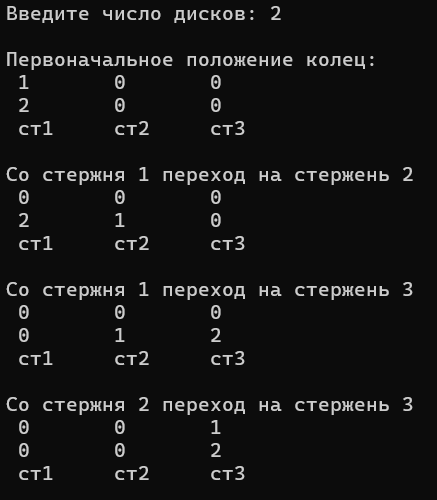 Введите число дисков: 2
Первоначальное положение колец:
1 0 0
2 0 0
ст1 ст2 ст3
Со стержня 1 переход на стержень 2
0 0 0
2 1 0
ст1 ст2 ст3
Со стержня 1 переход на стержень 3
0 0 0
0 1 2
ст1 ст2 ст3
Со стержня 2 переход на стержень 3
0 0 1
0 0 2
ст1 ст2 ст3